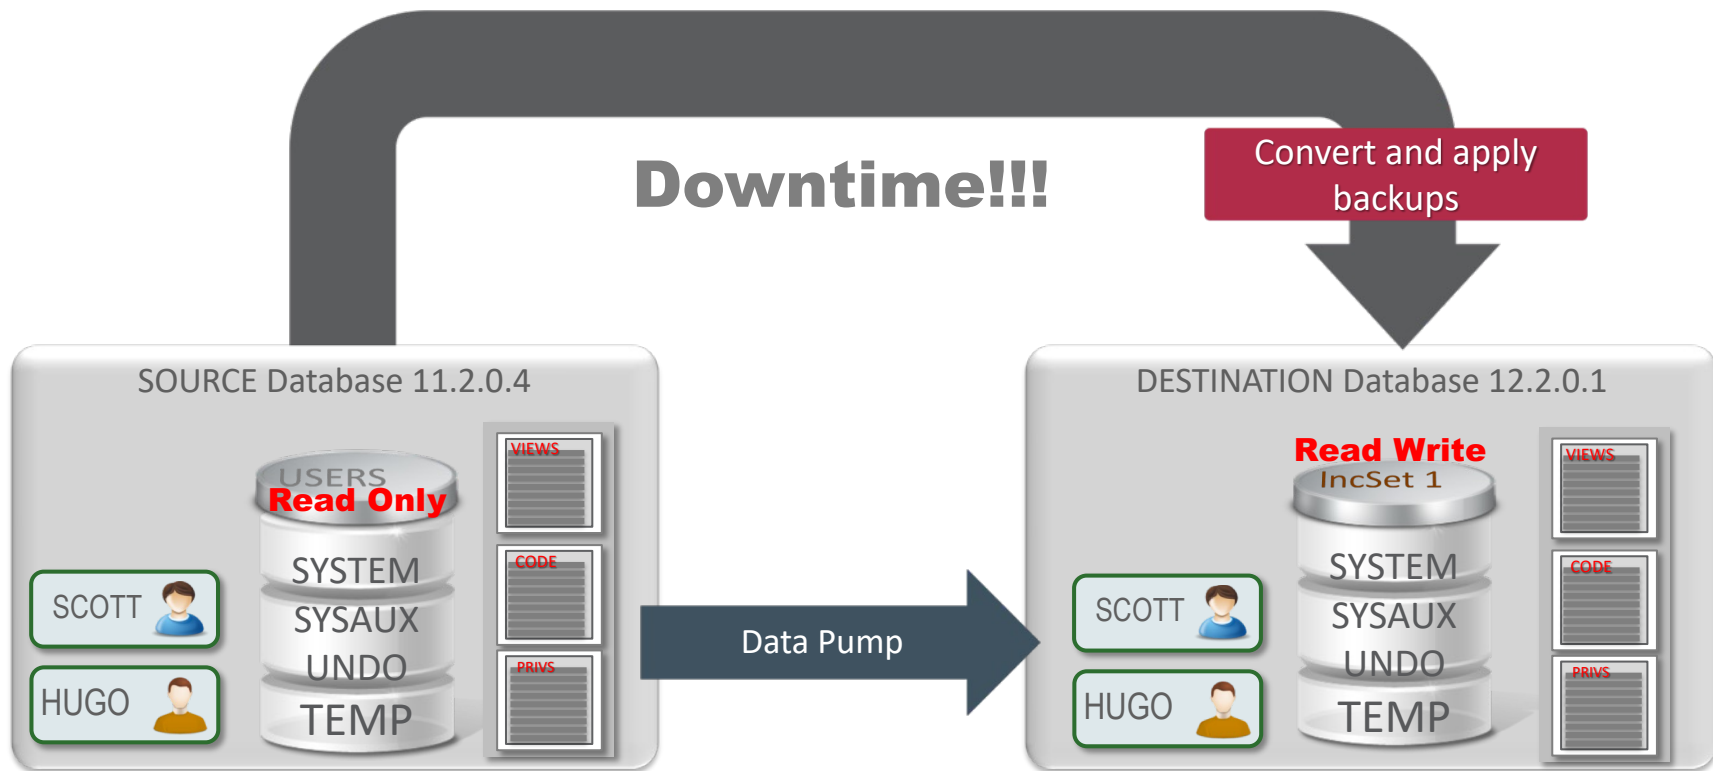 Downtime!!!
Convert and apply
backups
SOURCE Database 11.2.0.4
USERS
Read Only
SYSTEM
SYSAUX
UNDO
TEMP
SCOTT
HUGO
VIEWS
CODE
PRIVS
Data Pump
DESTINATION Database 12.2.0.1
Read Write
IncSet 1
SYSTEM
SYSAUX
UNDO
TEMP
SCOTT
HUGO
VIEWS
CODE
PRIVS